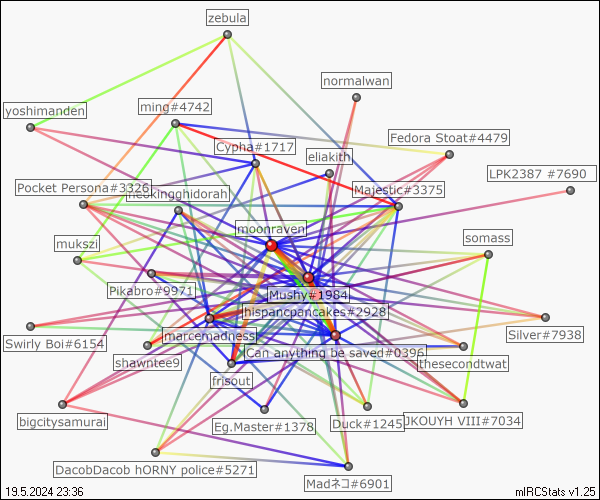 zebula
normalwan
yoshimanden
ming#4742
Fedora Stoat#4479
Cypha#1717
eliakith
LPK2387 #7690
Pocket Persona#3326
neokingghidorah
Majestic#3375
moonraven
mukszi
somass
Pikabro#9971
Mushy#1984
hispancpancakes#2928
marcemadness
Silver#7938
Swirly Boi#6154
Can anything be saved#0396
shawntee9
thesecondtwat
frisout
bigcitysamurai
Eg.Master#1378
Duck#1245
JKOUYH VIII#7034
DacobDacob hORNY police#5271
Madネコ#6901
19.5.2024 23:36
mIRCStats v1.25